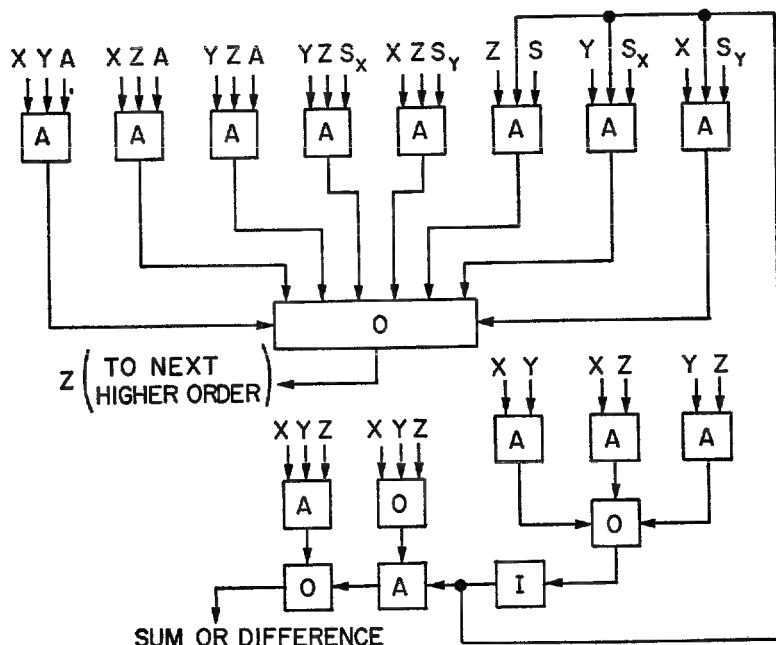 X Y A X Z A Y Z A Y Z S_X X Z S_Y Z S Y S_X X S_Y
A A A A A A A A
O
Z (TO NEXT
HIGHER ORDER)
X Y X Z Y Z
A A A
X Y Z X Y Z
A O
O
O A I
SUM OR DIFFERENCE